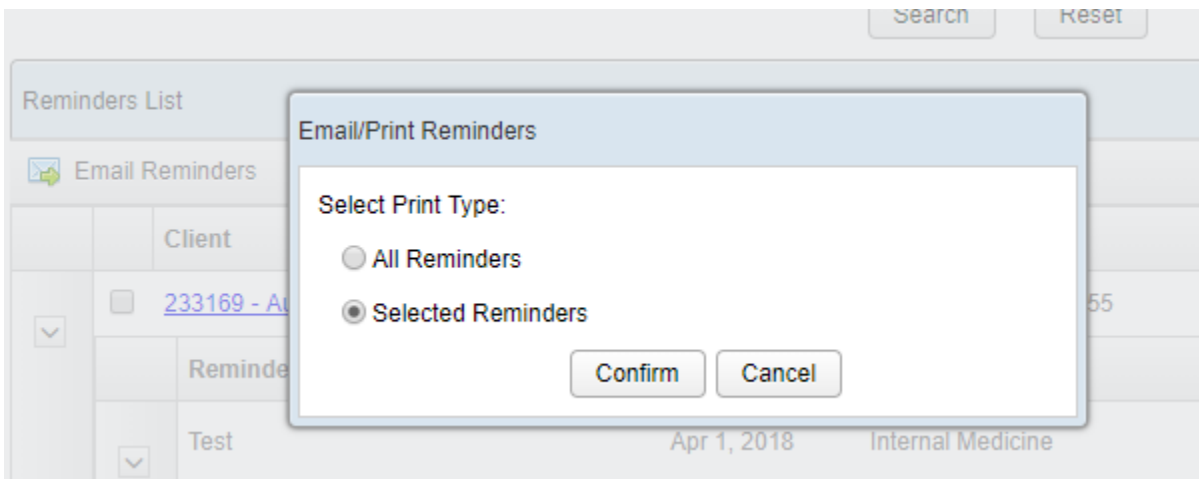 Search Reset
Reminders List
Email/Print Reminders
Email Reminders
Select Print Type:
Client
All Reminders
233169 - Au 55
Selected Reminders
Reminde
Confirm Cancel
Test Apr 1, 2018 Internal Medicine